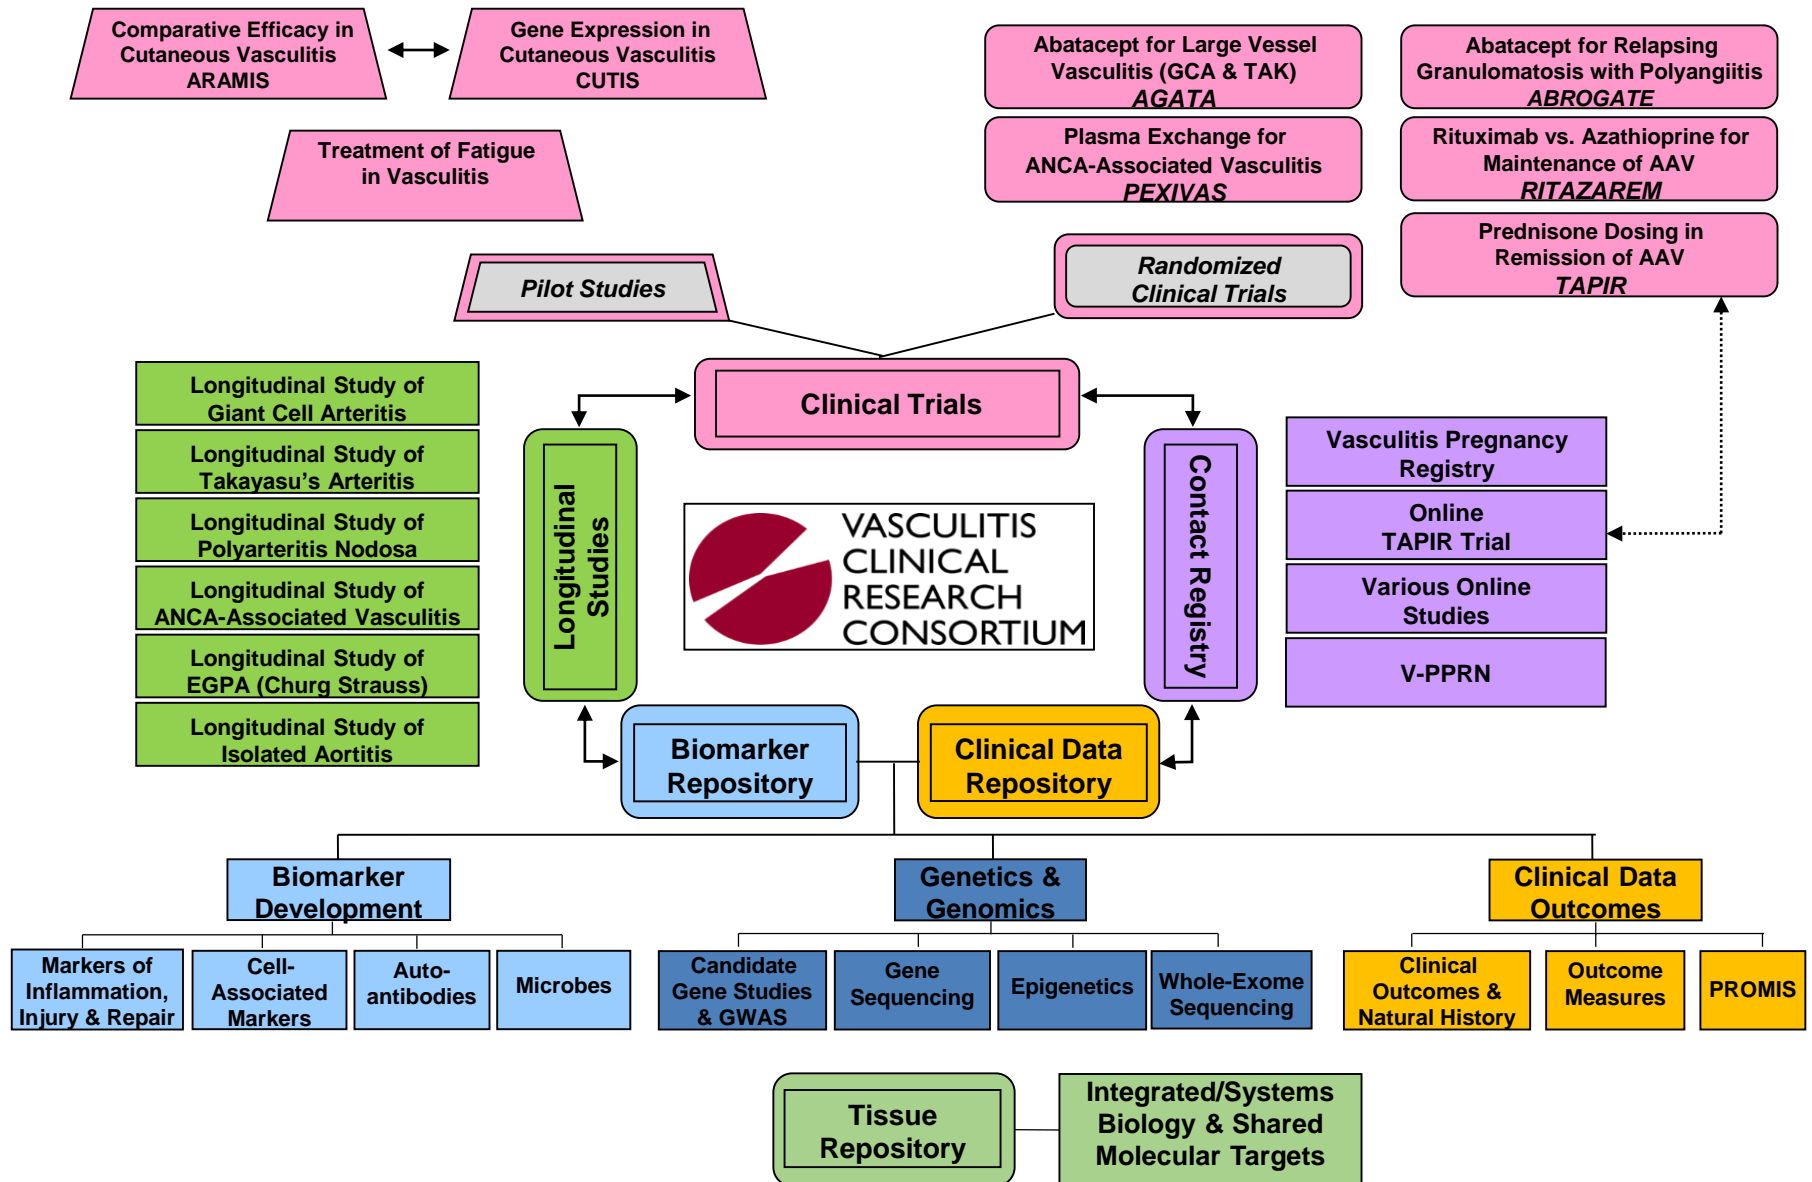 Comparative Efficacy in
Cutaneous Vasculitis
ARAMIS
Gene Expression in
Cutaneous Vasculitis
CUTIS
Treatment of Fatigue
in Vasculitis
Abatacept for Large Vessel
Vasculitis (GCA & TAK)
AGATA
Abatacept for Relapsing
Granulomatosis with Polyangiitis
ABROGATE
Plasma Exchange for
ANCA-Associated Vasculitis
PEXIVAS
Rituximab vs. Azathioprine for
Maintenance of AAV
RITAZAREM
Prednisone Dosing in
Remission of AAV
TAPIR
Pilot Studies
Randomized
Clinical Trials
Clinical Trials
Longitudinal Study of
Giant Cell Arteritis
Longitudinal Study of
Takayasu's Arteritis
Longitudinal Study of
Polyarteritis Nodosa
Longitudinal Study of
ANCA-Associated Vasculitis
Longitudinal Study of
EGPA (Churg Strauss)
Longitudinal Study of
Isolated Aortitis
Longitudinal
Studies
VASCULITIS
CLINICAL
RESEARCH
CONSORTIUM
Contact Registry
Vasculitis Pregnancy
Registry
Online
TAPIR Trial
Various Online
Studies
V-PPRN
Biomarker
Repository
Clinical Data
Repository
Biomarker
Development
Genetics &
Genomics
Clinical Data
Outcomes
Markers of
Inflammation,
Injury & Repair
Cell-
Associated
Markers
Auto-
antibodies
Microbes
Candidate
Gene Studies
& GWAS
Gene
Sequencing
Epigenetics
Whole-Exome
Sequencing
Clinical
Outcomes &
Natural History
Outcome
Measures
PROMIS
Tissue
Repository
Integrated/Systems
Biology & Shared
Molecular Targets